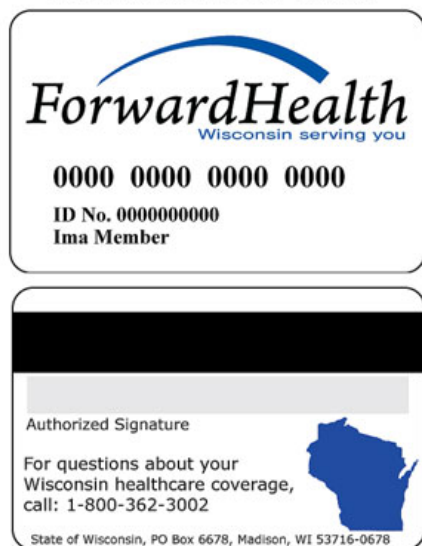 ForwardHealth
Wisconsin serving you
0000 0000 0000 0000
ID No. 0000000000
Ima Member
Authorized Signature
For questions about your
Wisconsin healthcare coverage,
call: 1-800-362-3002
State of Wisconsin, PO Box 6678, Madison, WI 53716-0678